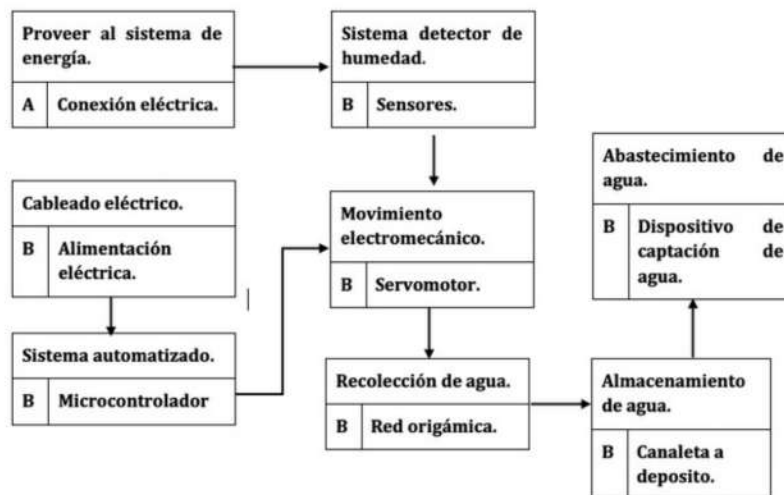 Proveer al sistema de
energía.
A Conexión eléctrica.
Sistema detector de
humedad.
B Sensores.
Cableado eléctrico.
B Alimentación
eléctrica.
Movimiento
electromecánico.
B Servomotor.
Abastecimiento de
agua.
B Dispositivo de
captación de
agua.
Sistema automatizado.
B Microcontrolador
Recolección de agua.
B Red origámica.
Almacenamiento
de agua.
B Canaleta a
deposito.